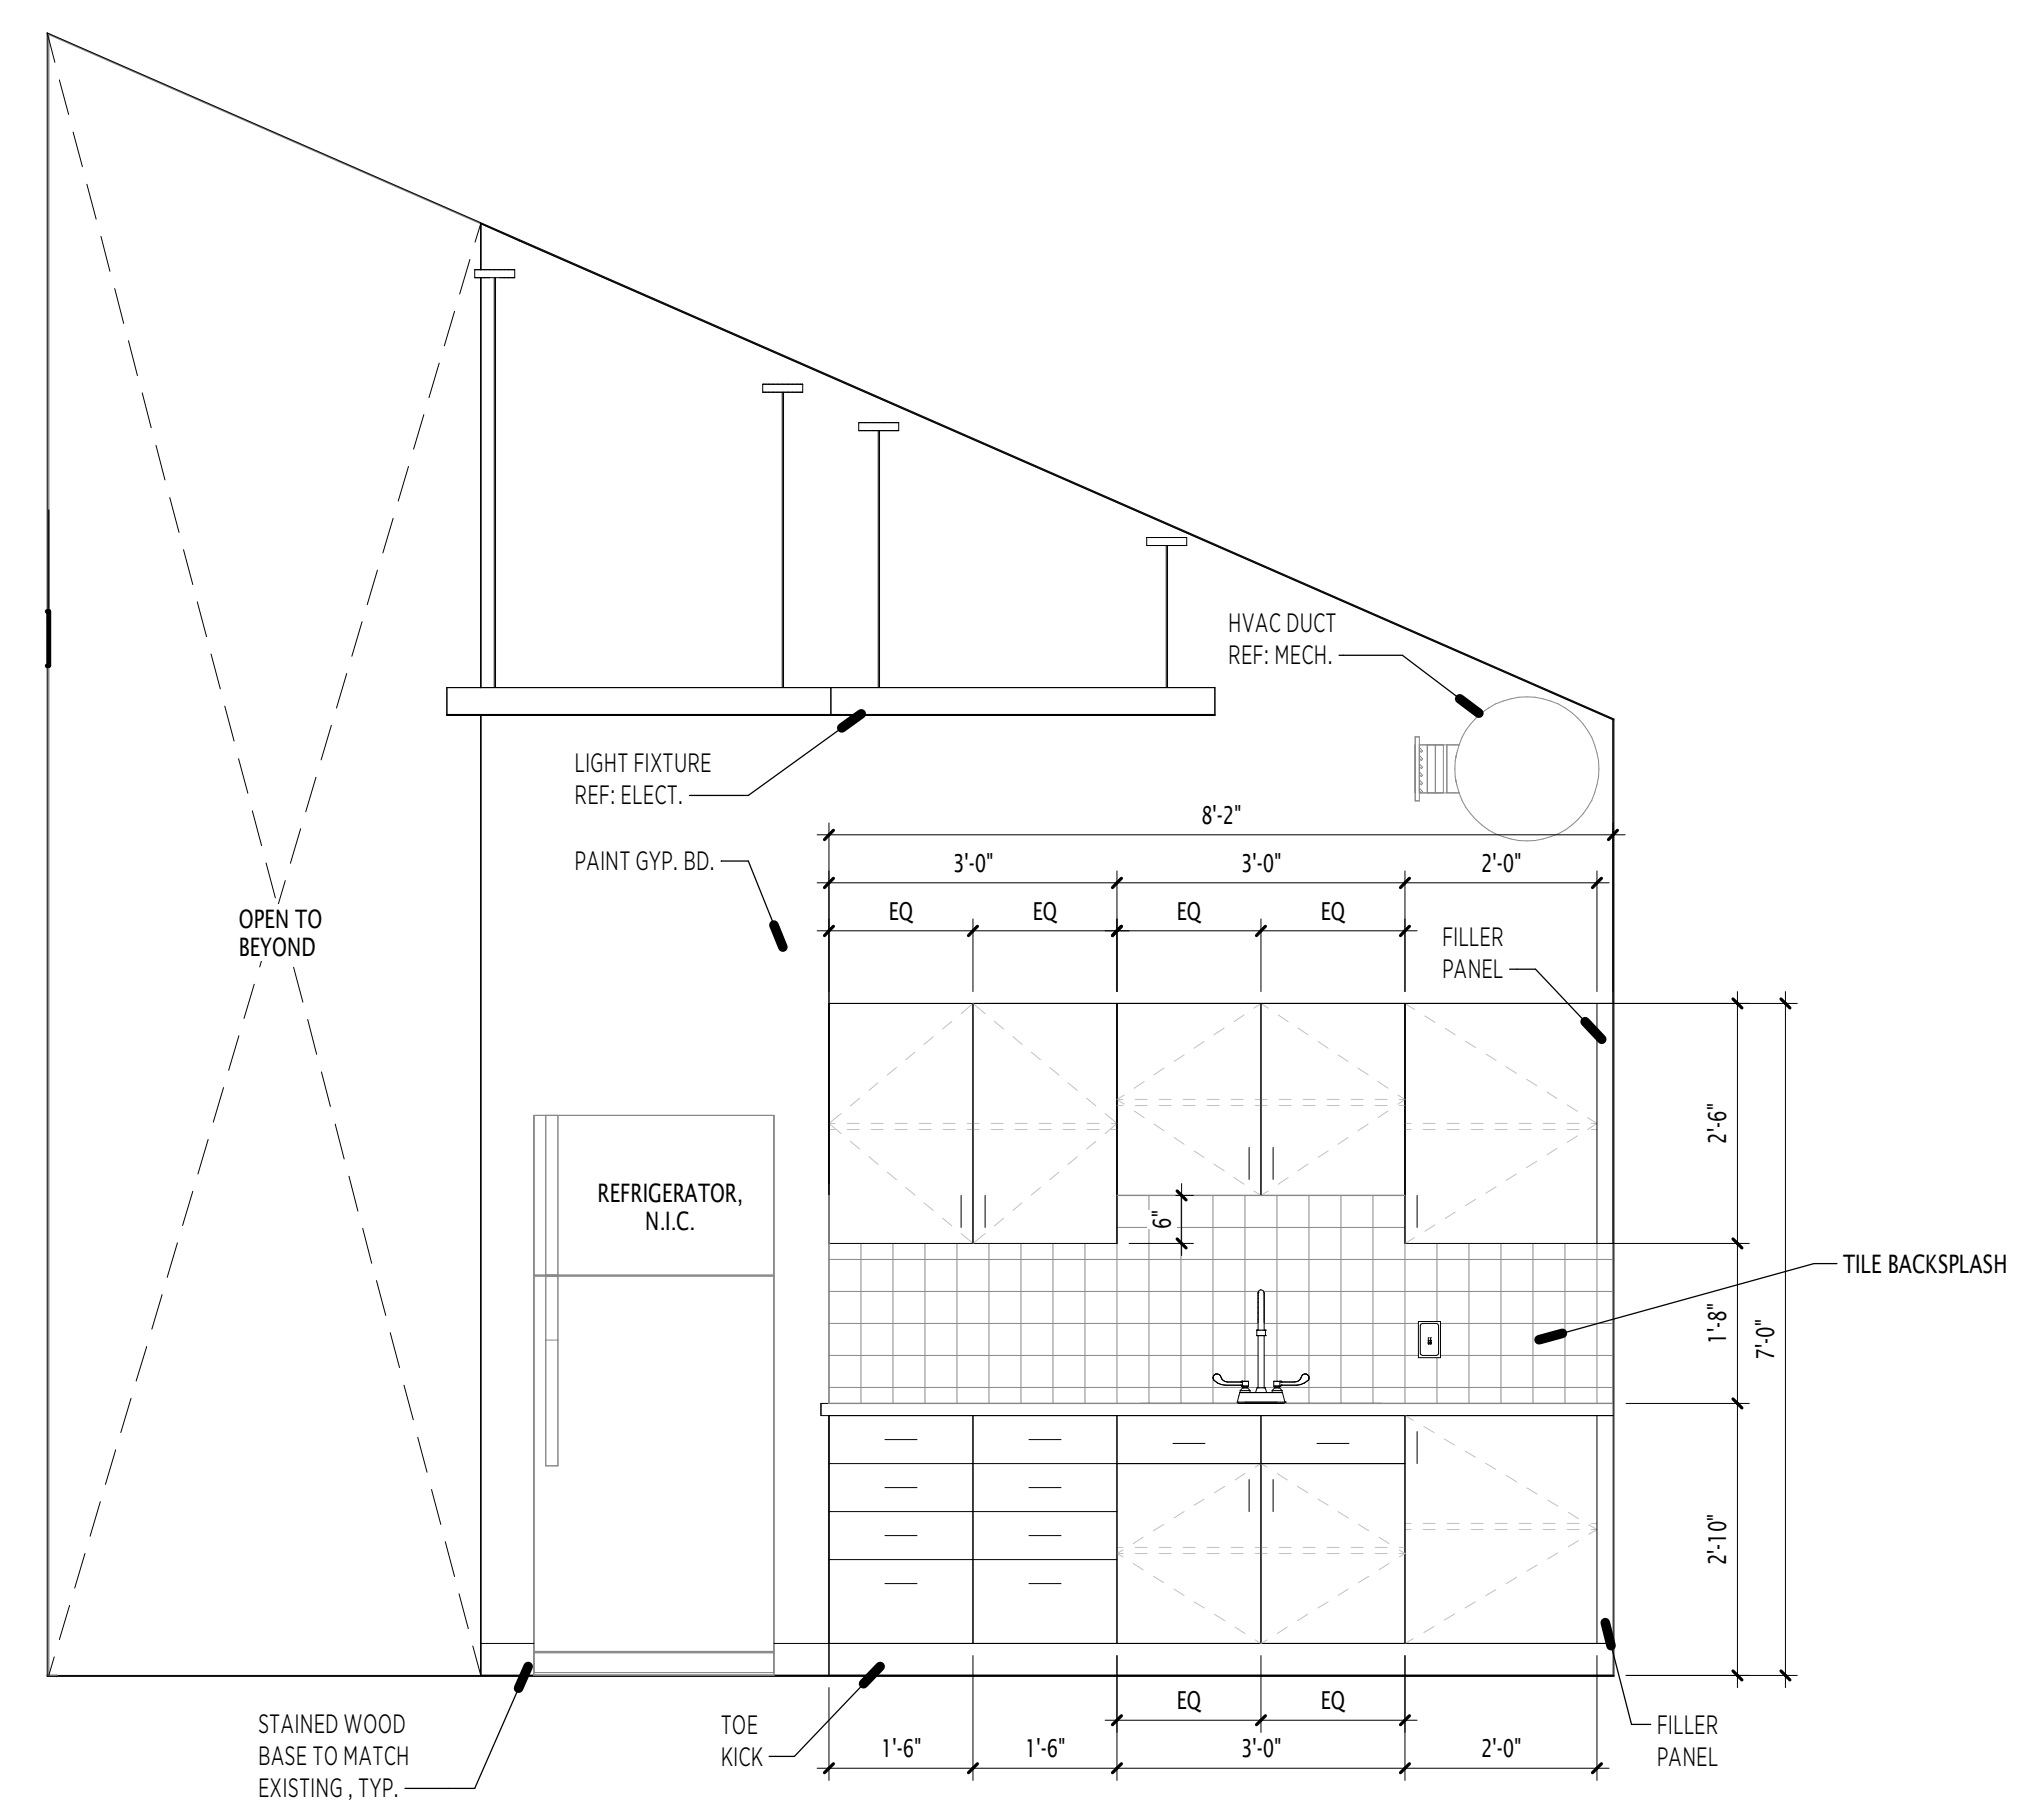 HVAC DUCT
REF: MECH.
LIGHT FIXTURE
REF: ELECT.
8'-2"
PAINT GYP. BD.
3'-0"
3'-0"
2'-0"
EQ
EQ
EQ
EQ
OPEN TO
BEYOND
FILLER
PANEL
2'-6"
REFRIGERATOR,
N.I.C.
6"
TILE BACKSPLASH
1'-8"
7'-0"
2'-10"
STAINED WOOD
BASE TO MATCH
EXISTING , TYP.
TOE
KICK
EQ
EQ
FILLER
PANEL
1'-6"
1'-6"
3'-0"
2'-0"